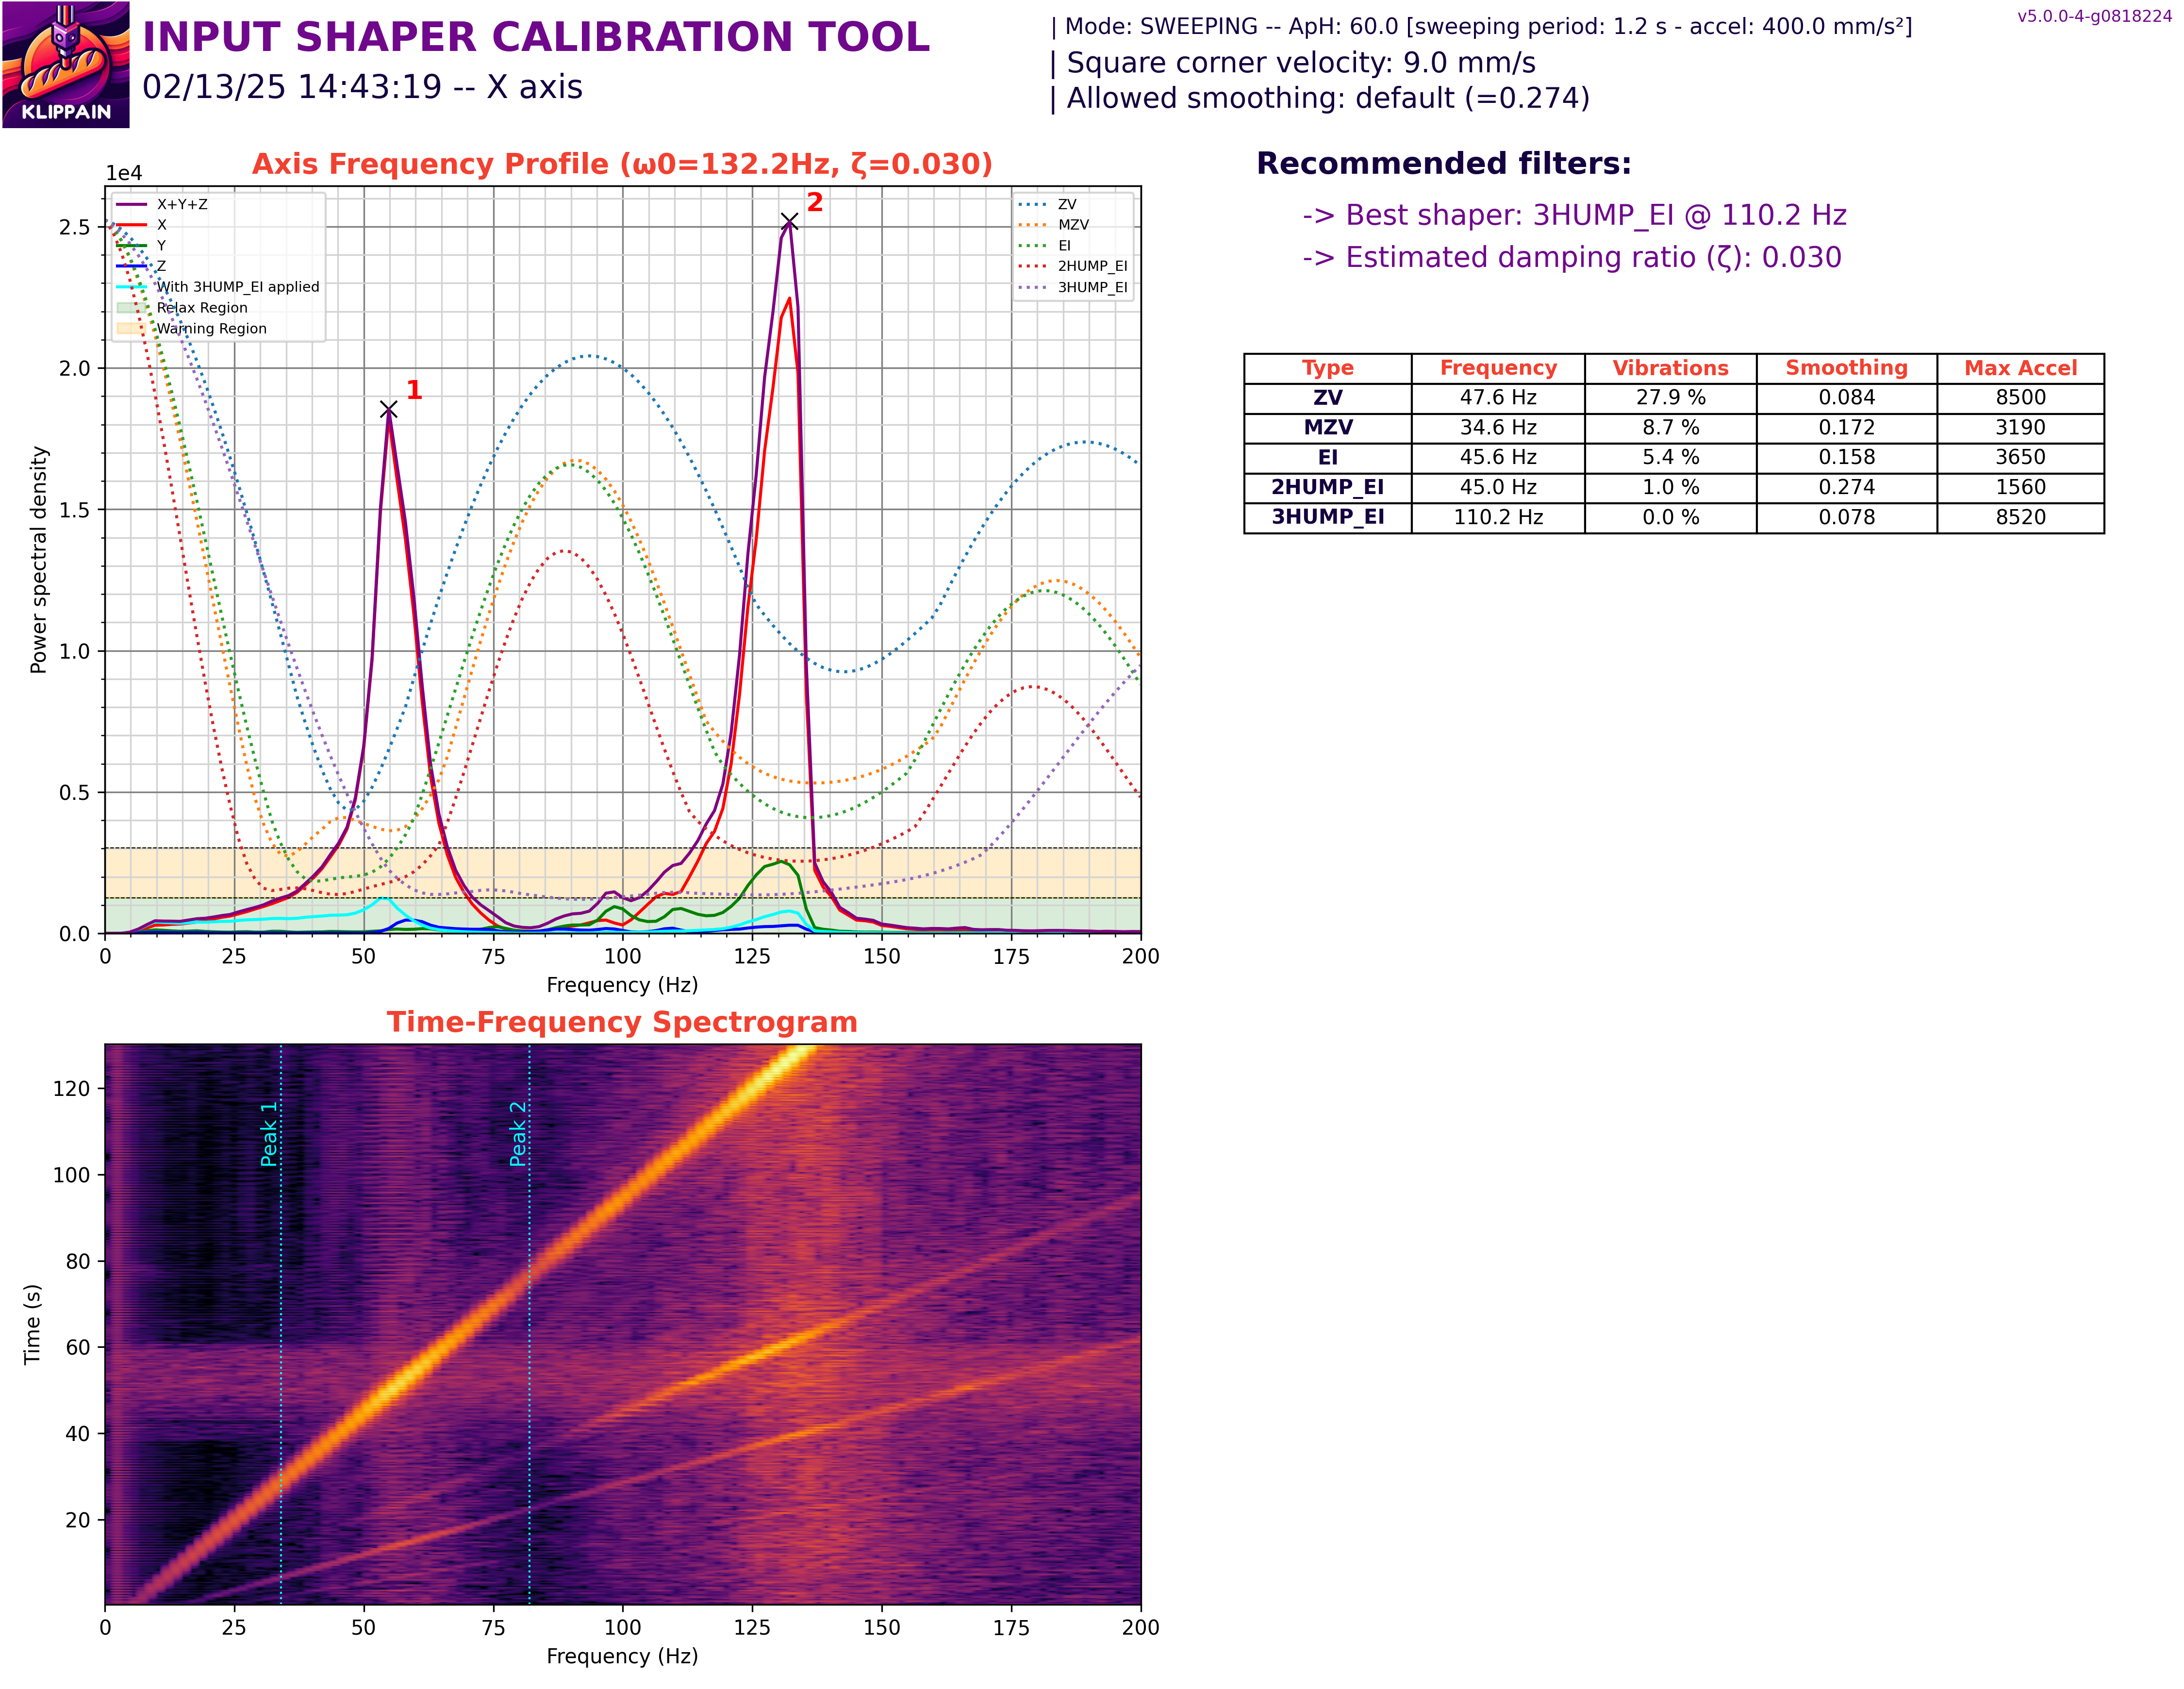 KLIPPAIN
INPUT SHAPER CALIBRATION TOOL
02/13/25 14:43:19 -- X axis
| Mode: SWEEPING -- ApH: 60.0 [sweeping period: 1.2 s - accel: 400.0 mm/s²]
| Square corner velocity: 9.0 mm/s
| Allowed smoothing: default (=0.274)
v5.0.0-4-g0818224
Axis Frequency Profile (ω0=132.2Hz, ζ=0.030)
1e4
X+Y+Z
X
Y
Z
With 3HUMP_EI applied
Relax Region
Warning Region
ZV
MZV
EI
2HUMP_EI
3HUMP_EI
1
2
2.5
2.0
1.5
1.0
0.5
0.0
Power spectral density
0 25 50 75 100 125 150 175 200
Frequency (Hz)
Recommended filters:
-> Best shaper: 3HUMP_EI @ 110.2 Hz
-> Estimated damping ratio (ζ): 0.030
Type Frequency Vibrations Smoothing Max Accel
ZV 47.6 Hz 27.9 % 0.084 8500
MZV 34.6 Hz 8.7 % 0.172 3190
EI 45.6 Hz 5.4 % 0.158 3650
2HUMP_EI 45.0 Hz 1.0 % 0.274 1560
3HUMP_EI 110.2 Hz 0.0 % 0.078 8520
Time-Frequency Spectrogram
120
100
80
60
40
20
Time (s)
Peak 1
Peak 2
0 25 50 75 100 125 150 175 200
Frequency (Hz)